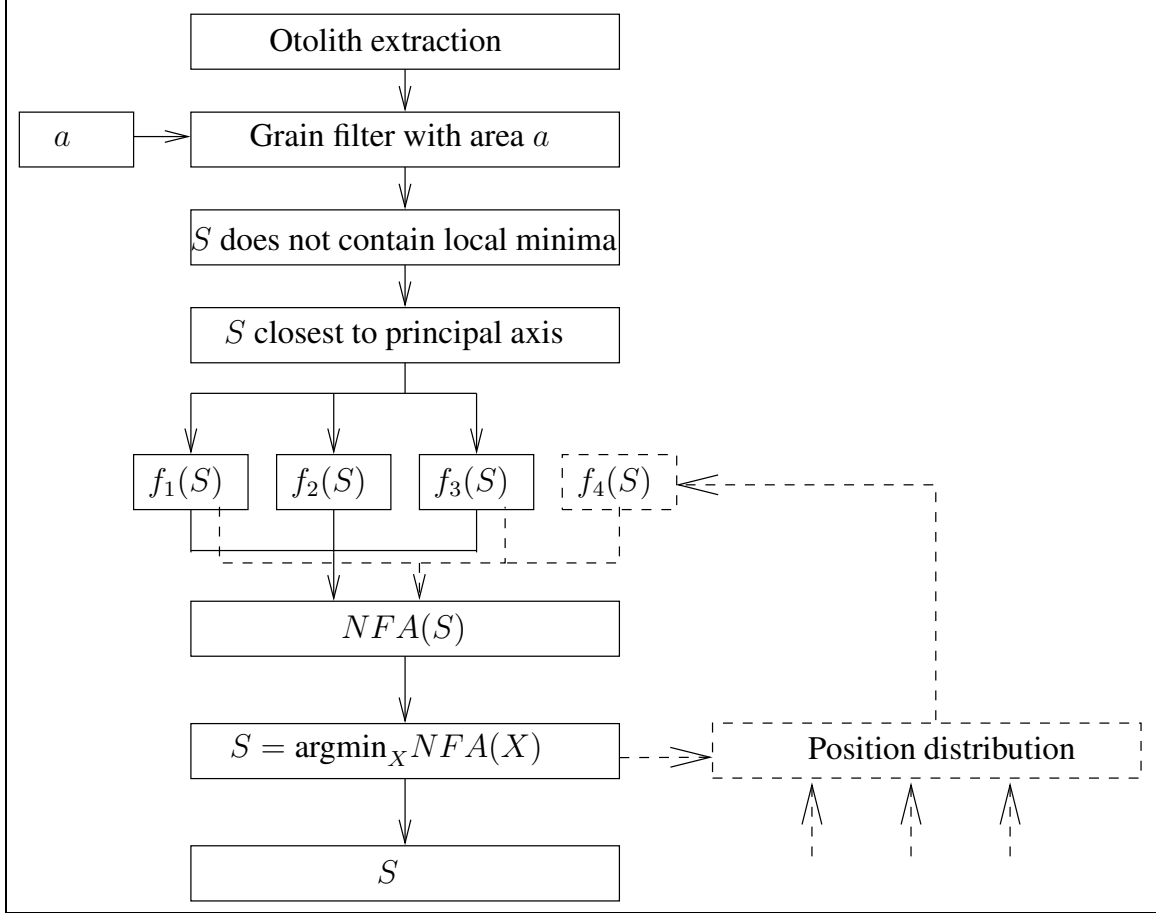 Otolith extraction
a
Grain filter with area a
S does not contain local minima
S closest to principal axis
f₁(S) f₂(S) f₃(S) f₄(S)
NFA(S)
S = argmin_X NFA(X)
Position distribution
S